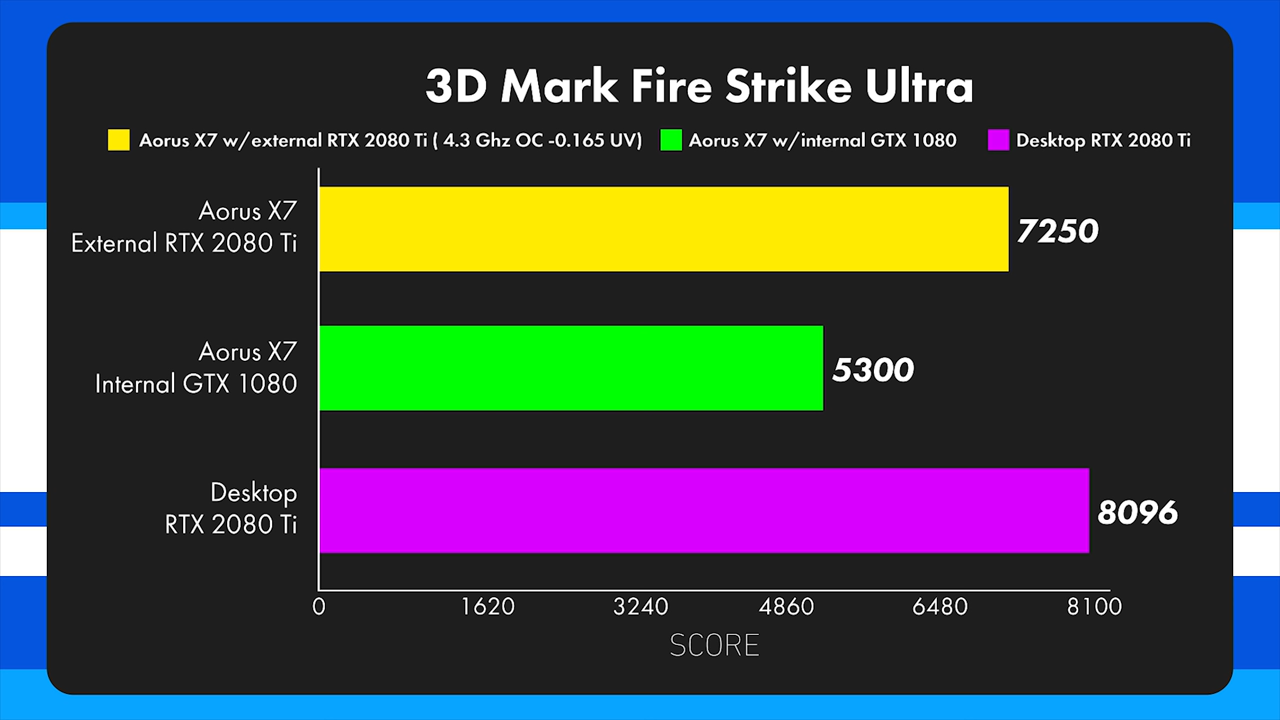 3D Mark Fire Strike Ultra
Aorus X7 w/external RTX 2080 Ti ( 4.3 Ghz OC -0.165 UV) Aorus X7 w/internal GTX 1080 Desktop RTX 2080 Ti
Aorus X7
External RTX 2080 Ti
7250
Aorus X7
Internal GTX 1080
5300
Desktop
RTX 2080 Ti
8096
0 1620 3240 4860 6480 8100
SCORE